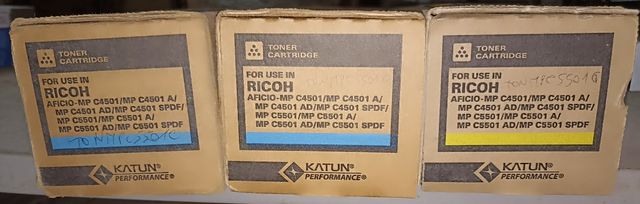 TONER
CARTRIDGE
FOR USE IN
RICOH
AFICIO-MP C4501/MP C4501 A/
MP C4501 AD/MP C4501 SPDF/
MP C5501/MP C5501 A/
MP C5501 AD/MP C5501 SPDF
KATUN®
PERFORMANCE®
TONER
CARTRIDGE
FOR USE IN
RICOH
AFICIO-MP C4501/MP C4501 A/
MP C4501 AD/MP C4501 SPDF/
MP C5501/MP C5501 A/
MP C5501 AD/MP C5501 SPDF
KATUN®
PERFORMANCE®
TONER
CARTRIDGE
FOR USE IN
RICOH
AFICIO-MP C4501/MP C4501 A/
MP C4501 AD/MP C4501 SPDF/
MP C5501/MP C5501 A/
MP C5501 AD/MP C5501 SPDF
KATUN®
PERFORMANCE®